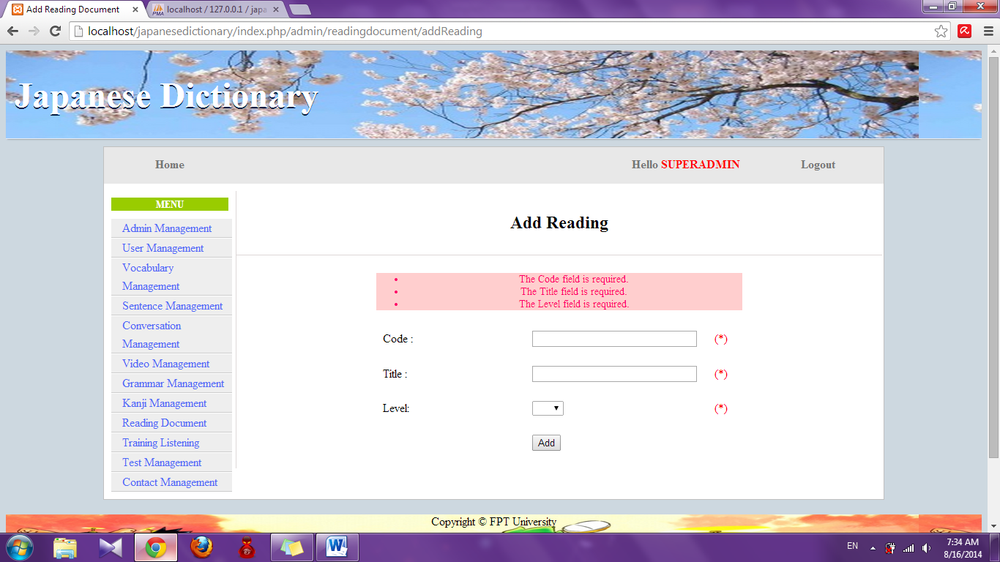 Add Reading Document
localhost / 127.0.0.1 / japa
localhost/japanesedictionary/index.php/admin/readingdocument/addReading
Japanese Dictionary
Home
Hello SUPERADMIN
Logout
MENU
Admin Management
User Management
Vocabulary
Management
Sentence Management
Conversation
Management
Video Management
Grammar Management
Kanji Management
Reading Document
Training Listening
Test Management
Contact Management
Add Reading
• The Code field is required.
• The Title field is required.
• The Level field is required.
Code : (*)
Title : (*)
Level: (*)
Add
Copyright © FPT University
EN
7:34 AM
8/16/2014